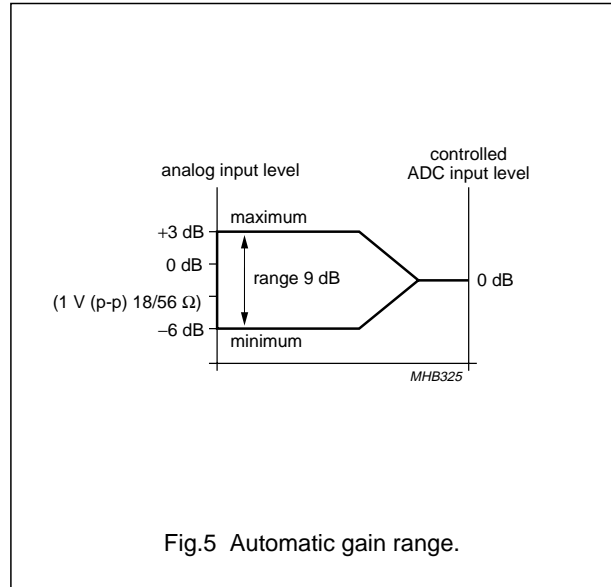 analog input level
controlled
ADC input level
+3 dB
maximum
0 dB
range 9 dB
0 dB
(1 V (p-p) 18/56 Ω)
−6 dB
minimum
MHB325
Fig.5 Automatic gain range.